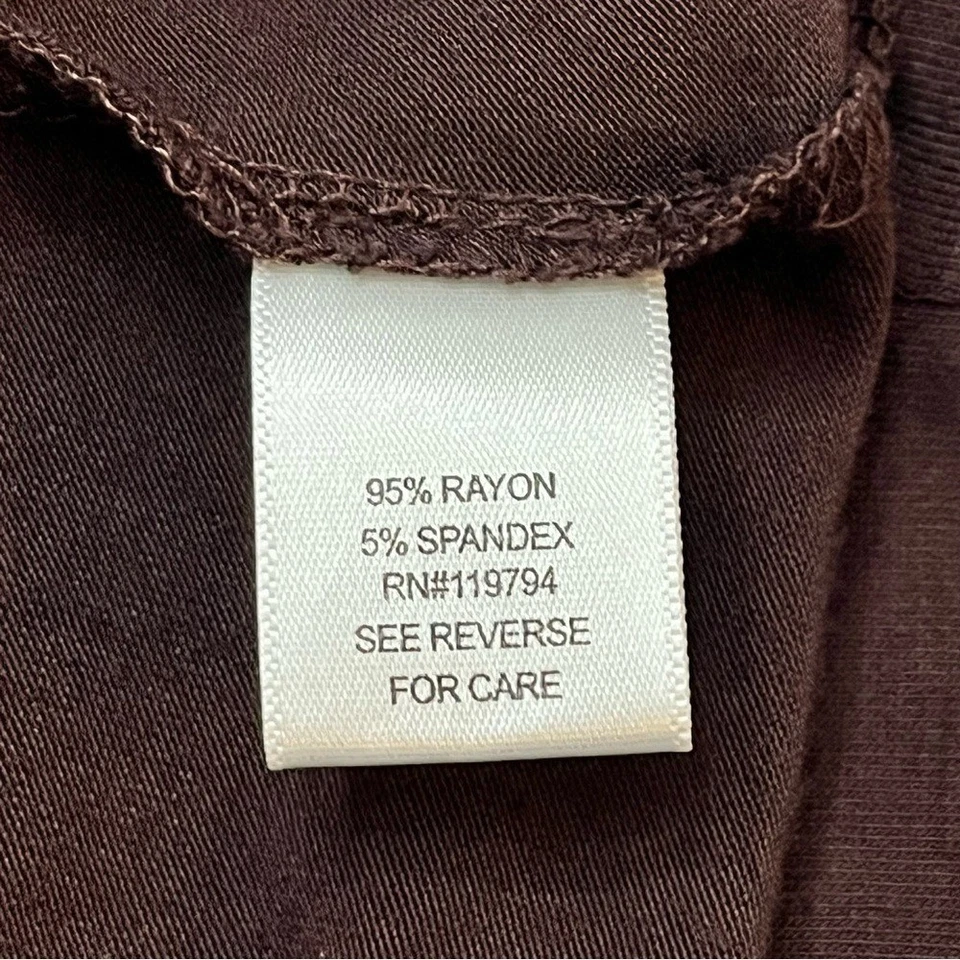 95% RAYON
5% SPANDEX
RN#119794
SEE REVERSE
FOR CARE